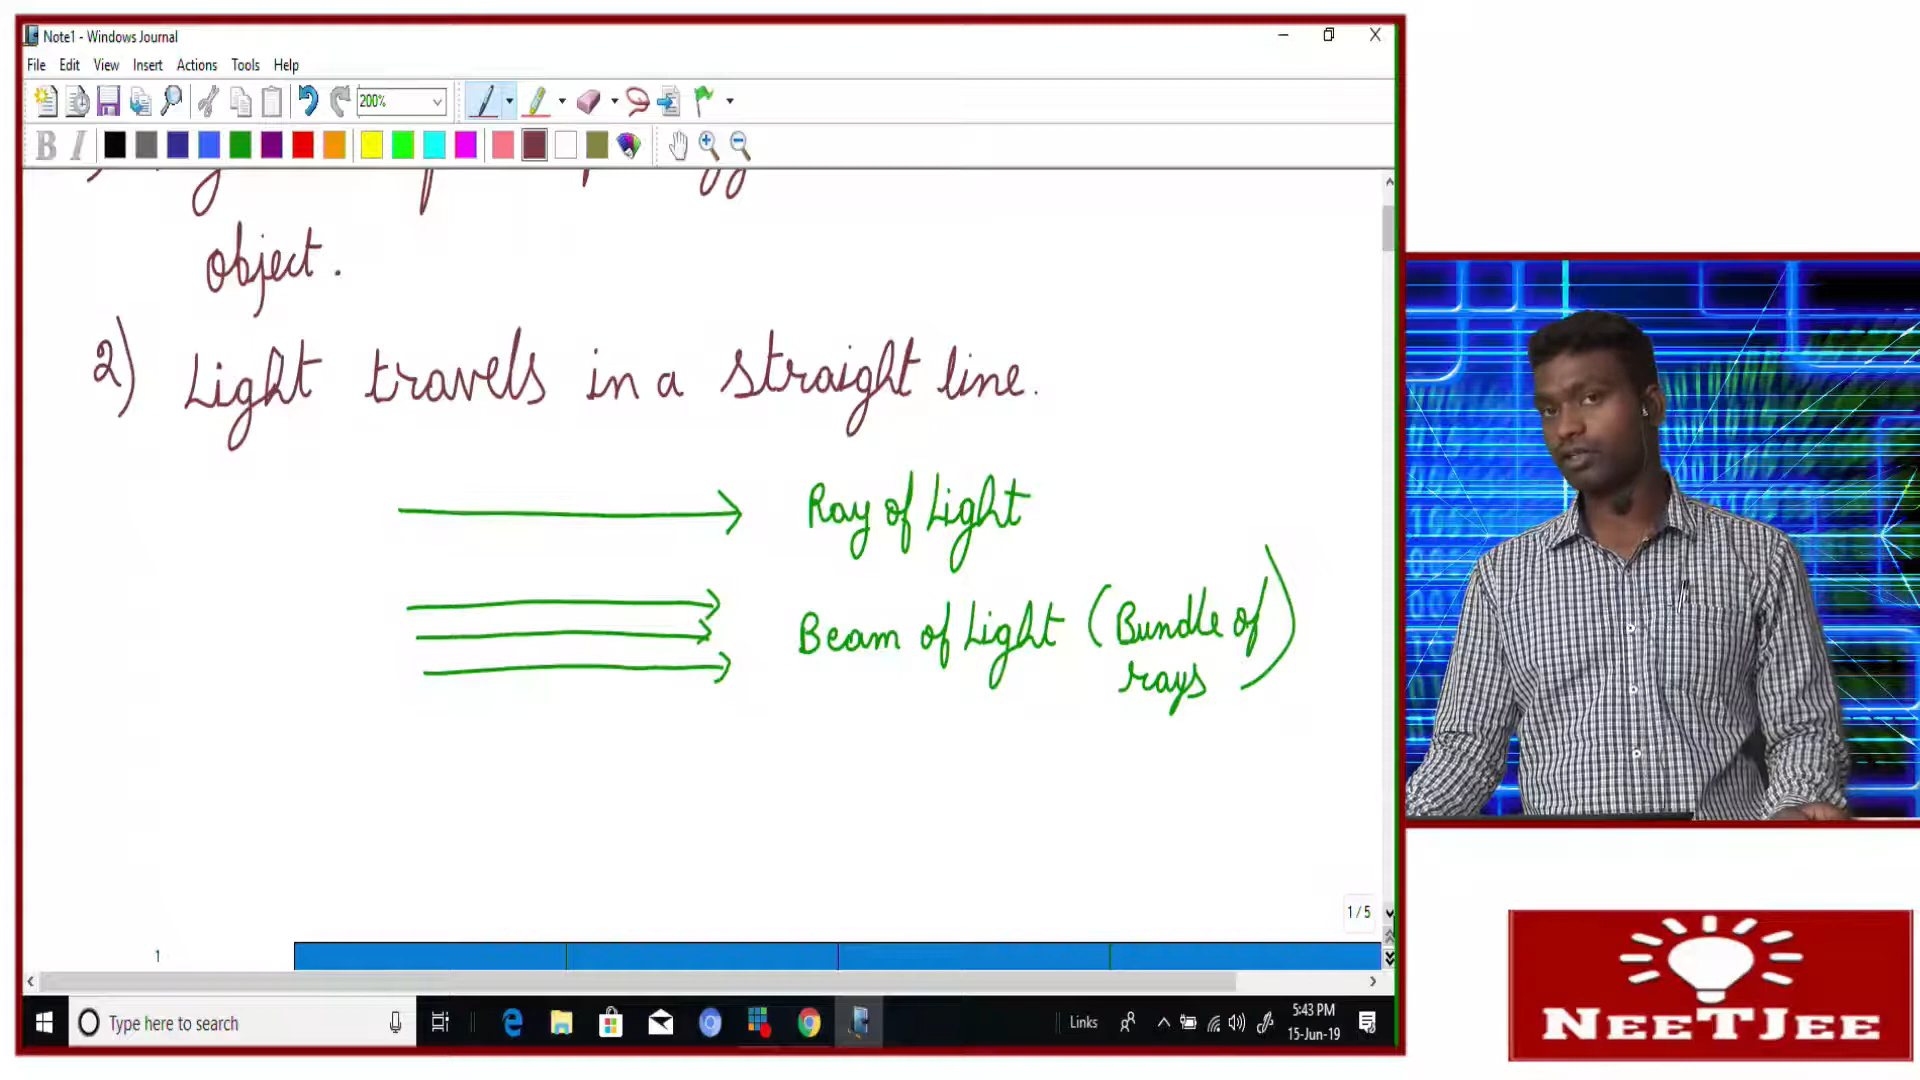 Note1 - Windows Journal
File Edit View Insert Actions Tools Help
200%
B I
object.
2) Light travels in a straight line.
Ray of Light
Beam of Light (Bundle of
rays)
1 / 5
1
Type here to search
Links
5:43 PM
15-Jun-19
NEETJEE